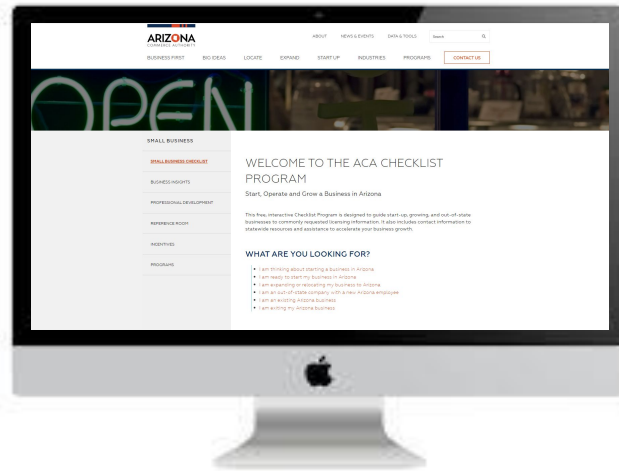 ARIZONA
COMMERCE AUTHORITY
ABOUT NEWS & EVENTS DATA & TOOLS Search
BUSINESS FIRST BIG IDEAS LOCATE EXPAND START UP INDUSTRIES PROGRAMS CONTACT US
OPEN
SMALL BUSINESS
SMALL BUSINESS CHECKLIST
BUSINESS INSIGHTS
PROFESSIONAL DEVELOPMENT
REFERENCE ROOM
INCENTIVES
PROGRAMS
WELCOME TO THE ACA CHECKLIST
PROGRAM
Start, Operate and Grow a Business in Arizona
This free, interactive Checklist Program is designed to guide start-up, growing, and out-of-state
businesses to commonly requested licensing information. It also includes contact information to
statewide resources and assistance to accelerate your business growth.
WHAT ARE YOU LOOKING FOR?
• I am thinking about starting a business in Arizona
• I am ready to start my business in Arizona
• I am expanding or relocating my business to Arizona
• I am an out-of-state company with a new Arizona employee
• I am an existing Arizona business
• I am exiting my Arizona business